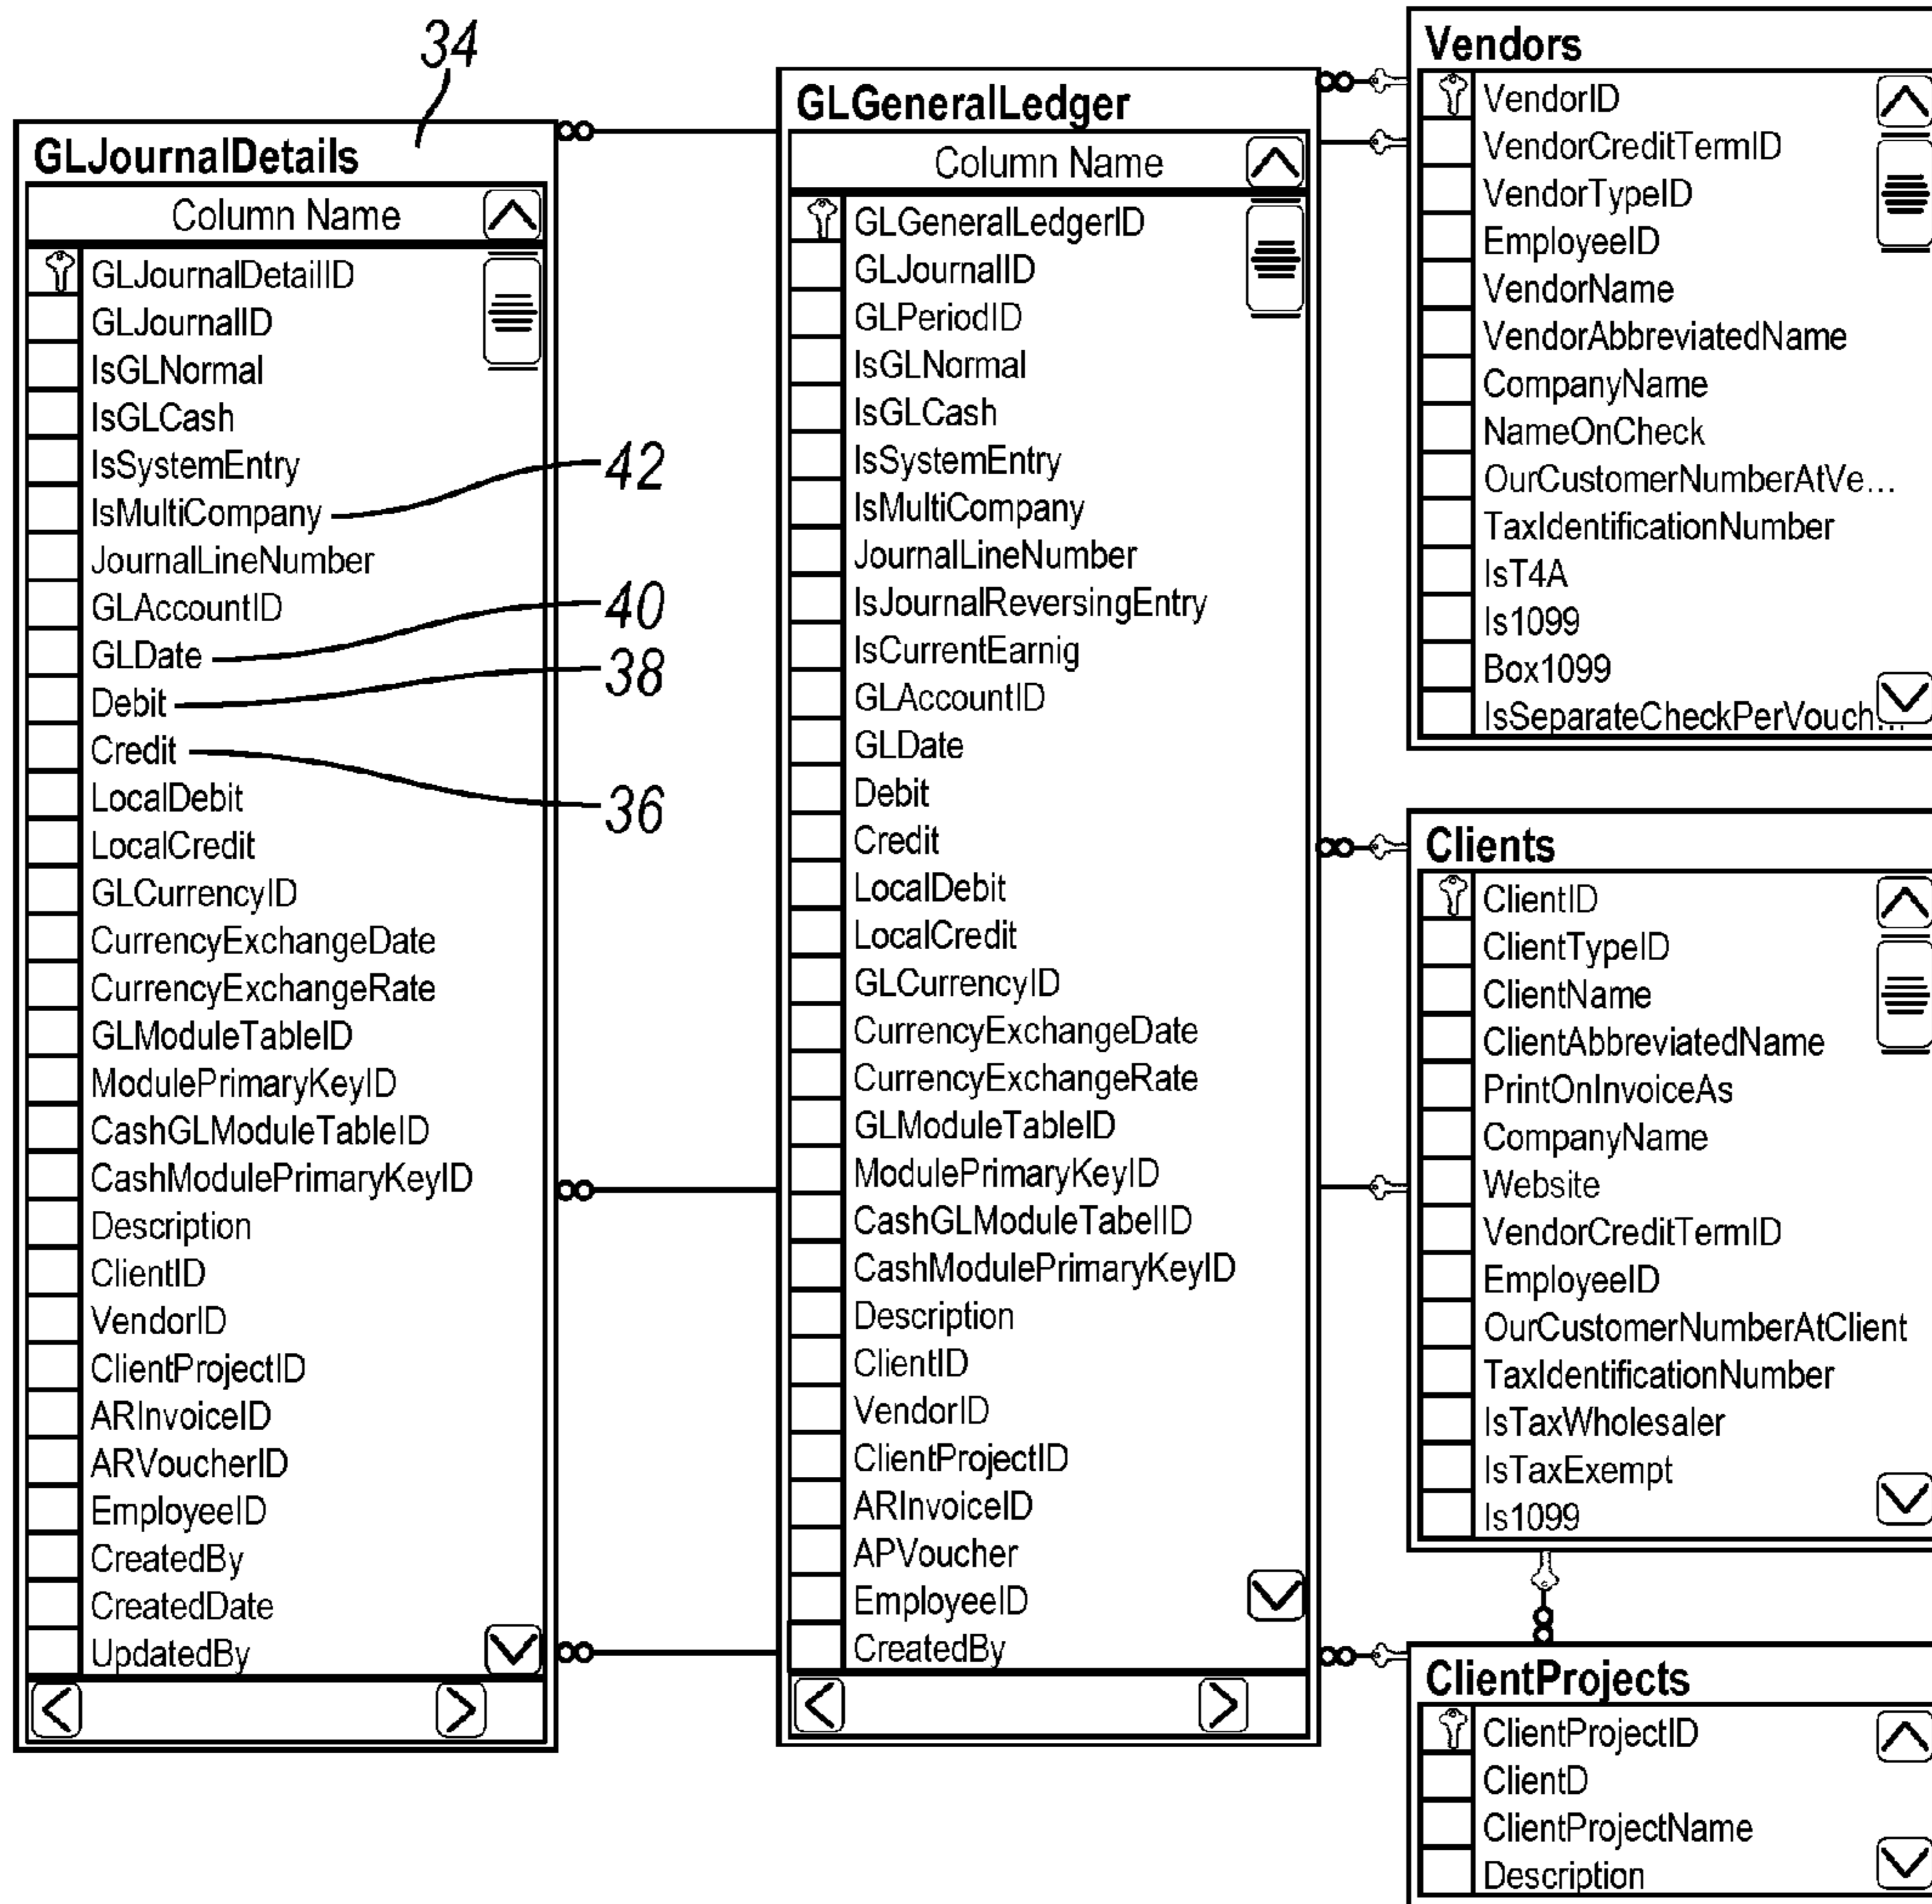 34
GLJournalDetails
Column Name
GLJournalDetailID
GLJournalID
IsGLNormal
IsGLCash
IsSystemEntry
IsMultiCompany
JournalLineNumber
GLAccountID
GLDate
Debit
Credit
LocalDebit
LocalCredit
GLCurrencyID
CurrencyExchangeDate
CurrencyExchangeRate
GLModuleTableID
ModulePrimaryKeyID
CashGLModuleTableID
CashModulePrimaryKeyID
Description
ClientID
VendorID
ClientProjectID
ARInvoiceID
ARVoucherID
EmployeeID
CreatedBy
CreatedDate
UpdatedBy
42
40
38
36
GLGeneralLedger
Column Name
GLGeneralLedgerID
GLJournalID
GLPeriodID
IsGLNormal
IsGLCash
IsSystemEntry
IsMultiCompany
JournalLineNumber
IsJournalReversingEntry
IsCurrentEarnig
GLAccountID
GLDate
Debit
Credit
LocalDebit
LocalCredit
GLCurrencyID
CurrencyExchangeDate
CurrencyExchangeRate
GLModuleTableID
ModulePrimaryKeyID
CashGLModuleTabelID
CashModulePrimaryKeyID
Description
ClientID
VendorID
ClientProjectID
ARInvoiceID
APVoucher
EmployeeID
CreatedBy
Vendors
VendorID
VendorCreditTermID
VendorTypeID
EmployeeID
VendorName
VendorAbbreviatedName
CompanyName
NameOnCheck
OurCustomerNumberAtVe...
TaxIdentificationNumber
IsT4A
Is1099
Box1099
IsSeparateCheckPerVouch...
Clients
ClientID
ClientTypeID
ClientName
ClientAbbreviatedName
PrintOnInvoiceAs
CompanyName
Website
VendorCreditTermID
EmployeeID
OurCustomerNumberAtClient
TaxIdentificationNumber
IsTaxWholesaler
IsTaxExempt
Is1099
ClientProjects
ClientProjectID
ClientD
ClientProjectName
Description